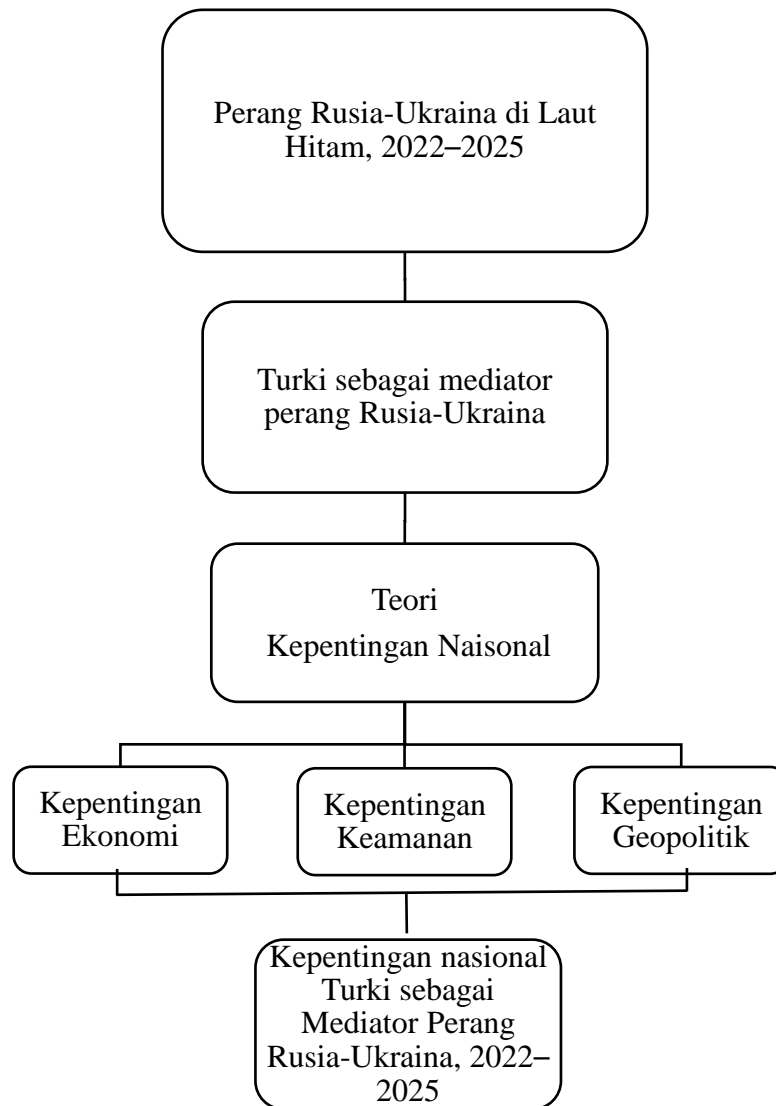 Perang Rusia-Ukraina di Laut
Hitam, 2022–2025
Turki sebagai mediator
perang Rusia-Ukraina
Teori
Kepentingan Naisonal
Kepentingan
Ekonomi
Kepentingan
Keamanan
Kepentingan
Geopolitik
Kepentingan nasional
Turki sebagai
Mediator Perang
Rusia-Ukraina, 2022–
2025